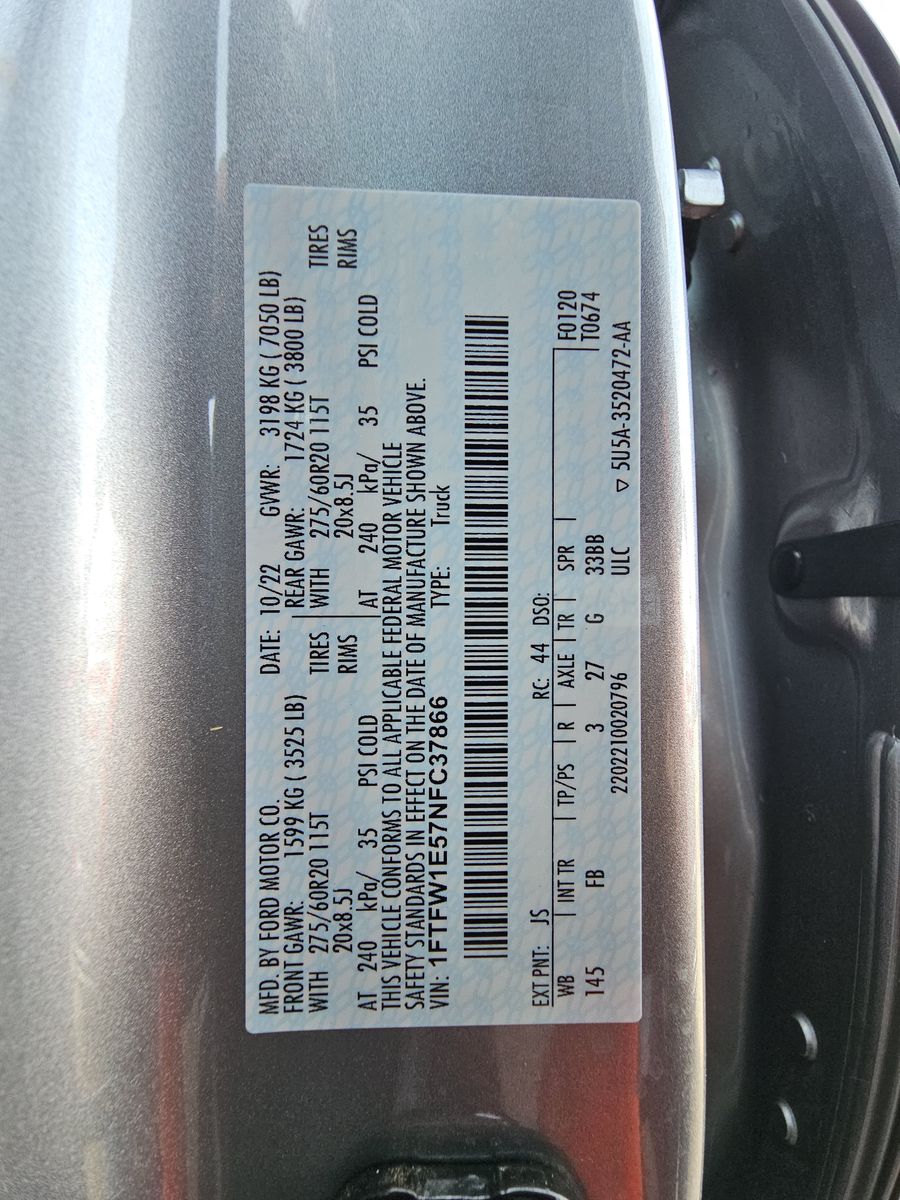 MFD. BY FORD MOTOR CO. DATE: 10/22 GVWR: 3198 KG ( 7050 LB)
FRONT GAWR: 1599 KG ( 3525 LB) REAR GAWR: 1724 KG ( 3800 LB)
WITH 275/60R20 115T TIRES WITH 275/60R20 115T TIRES
20x8.5J RIMS 20x8.5J RIMS
AT 240 kPa/ 35 PSI COLD AT 240 kPa/ 35 PSI COLD
THIS VEHICLE CONFORMS TO ALL APPLICABLE FEDERAL MOTOR VEHICLE
SAFETY STANDARDS IN EFFECT ON THE DATE OF MANUFACTURE SHOWN ABOVE.
VIN: 1FTFW1E57NFC37866 TYPE: Truck
EXT PNT: JS RC: 44 DSO: F0120
WB | INT TR | TP/PS | R | AXLE | TR | SPR | T0674
145 FB 3 27 G 33BB
2202210020796 ULC ▽ 5U5A-3520472-AA